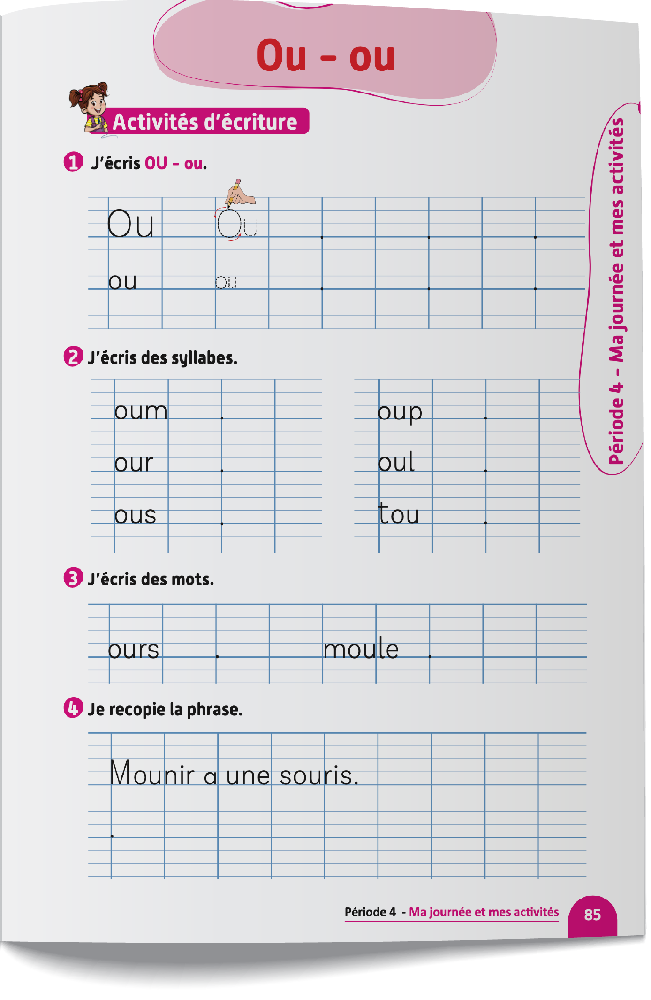 Ou – ou
Activités d'écriture
1 J'écris OU – ou.
Ou Ou
ou ou
2 J'écris des syllabes.
oum oup
our oul
ous tou
3 J'écris des mots.
ours moule
4 Je recopie la phrase.
Mounir a une souris.
Période 4 - Ma journée et mes activités 85
Période 4 – Ma journée et mes activités